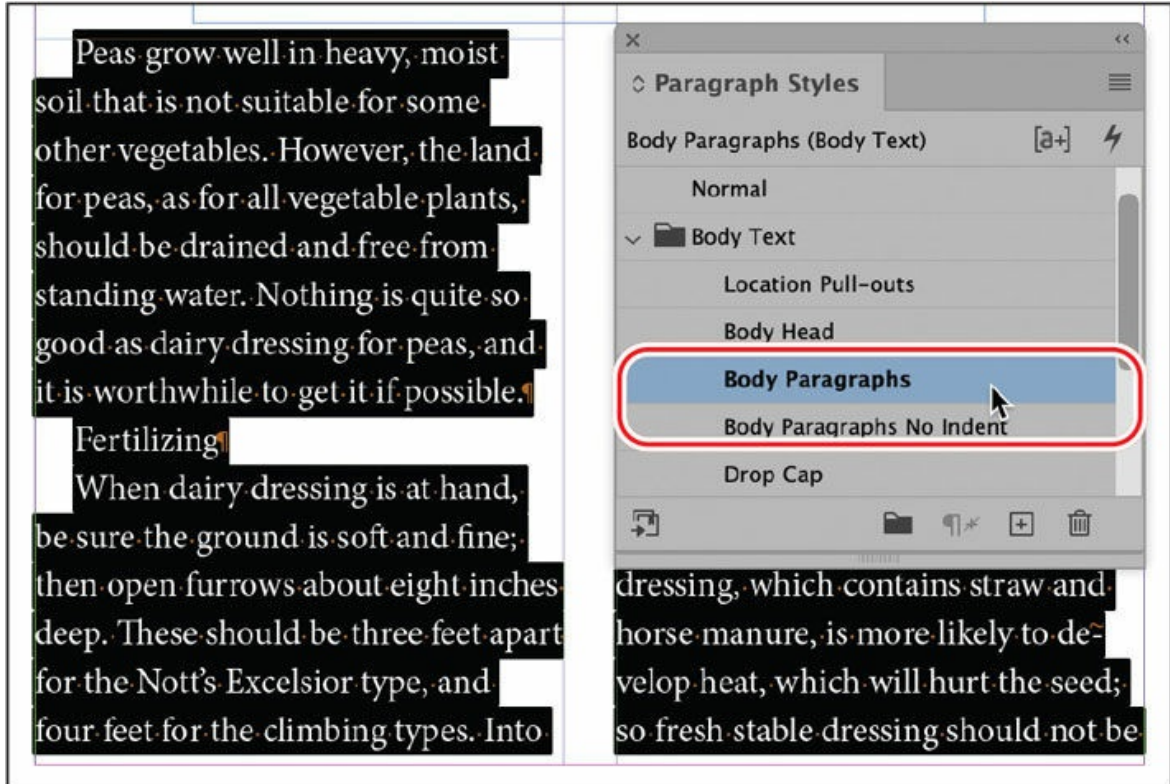 Peas grow well in heavy, moist
soil that is not suitable for some
other vegetables. However, the land
for peas, as for all vegetable plants,
should be drained and free from
standing water. Nothing is quite so
good as dairy dressing for peas, and
it is worthwhile to get it if possible.¶
Fertilizing¶
When dairy dressing is at hand,
be sure the ground is soft and fine;
then open furrows about eight inches
deep. These should be three feet apart
for the Nott’s Excelsior type, and
four feet for the climbing types. Into
Paragraph Styles
Body Paragraphs (Body Text) [a+]
Normal
Body Text
Location Pull-outs
Body Head
Body Paragraphs
Body Paragraphs No Indent
Drop Cap
dressing, which contains straw and
horse manure, is more likely to de-
velop heat, which will hurt the seed;
so fresh stable dressing should not be